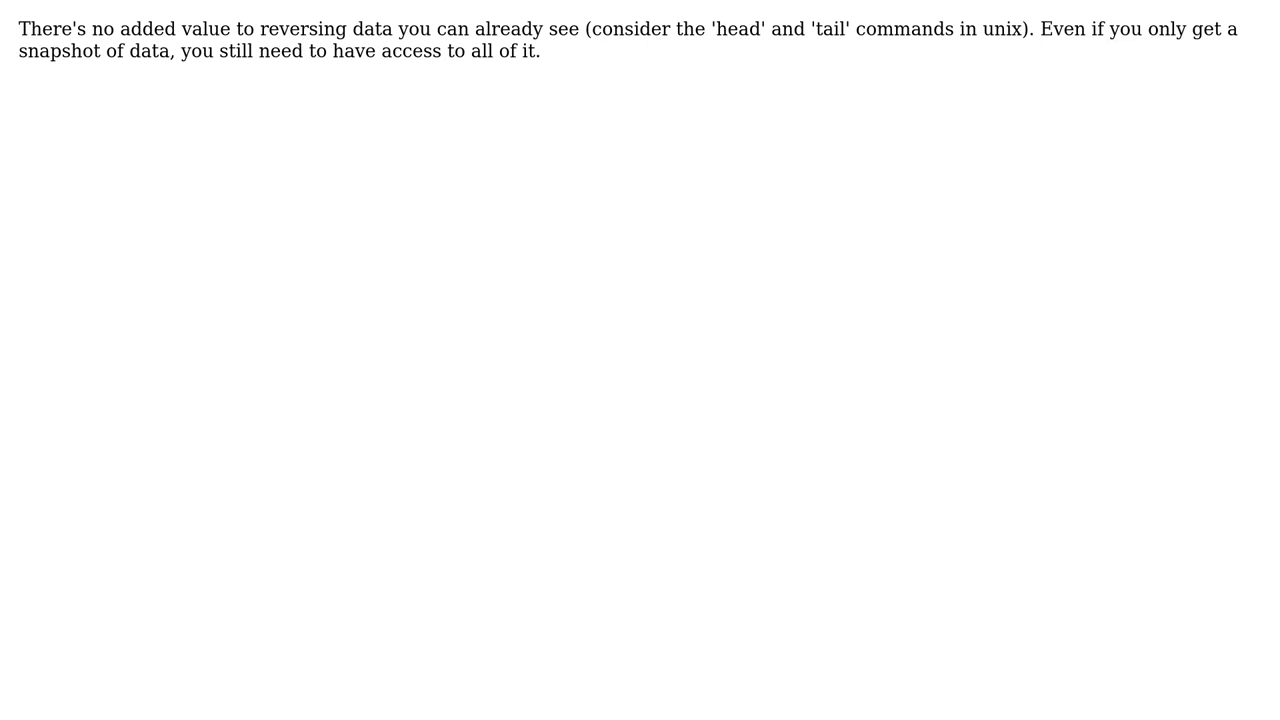 There's no added value to reversing data you can already see (consider the 'head' and 'tail' commands in unix). Even if you only get a
snapshot of data, you still need to have access to all of it.